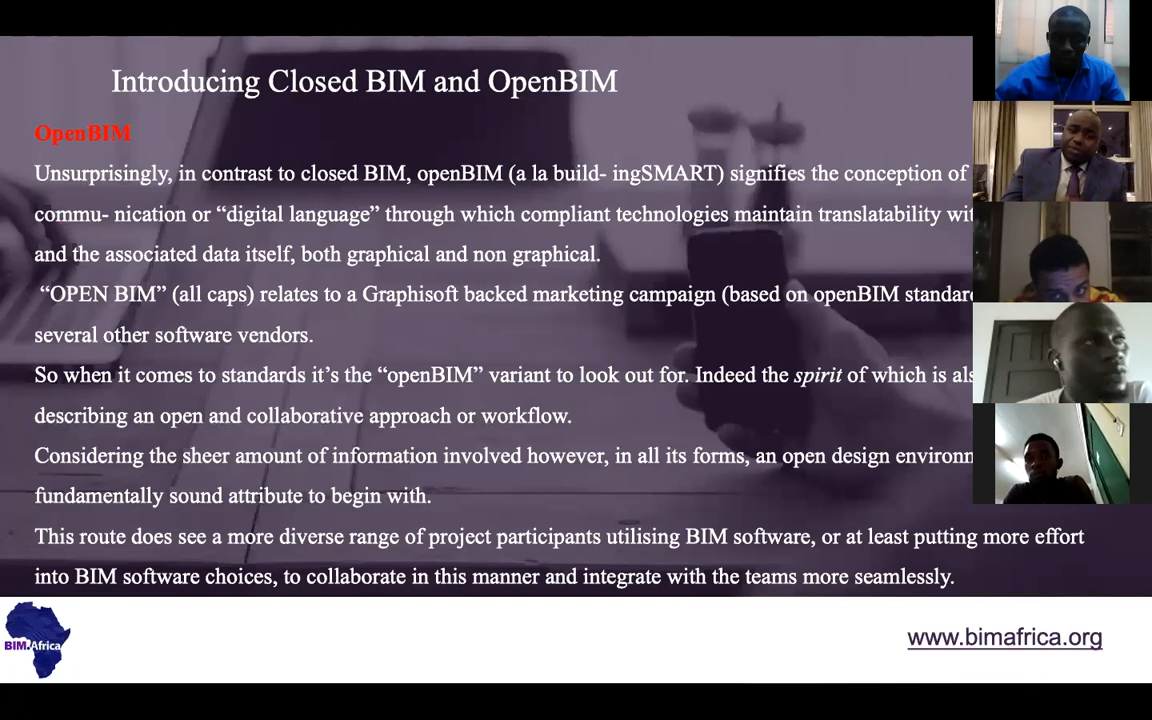 Introducing Closed BIM and OpenBIM
OpenBIM
Unsurprisingly, in contrast to closed BIM, openBIM (a la build- ingSMART) signifies the conception of
commu- nication or “digital language” through which compliant technologies maintain translatability
and the associated data itself, both graphical and non graphical.
“OPEN BIM” (all caps) relates to a Graphisoft backed marketing campaign (based on openBIM
several other software vendors.
So when it comes to standards it’s the “openBIM” variant to look out for. Indeed the spirit of which is
describing an open and collaborative approach or workflow.
Considering the sheer amount of information involved however, in all its forms, an open design
fundamentally sound attribute to begin with.
This route does see a more diverse range of project participants utilising BIM software, or at least putting more effort
into BIM software choices, to collaborate in this manner and integrate with the teams more seamlessly.
BIM Africa
www.bimafrica.org